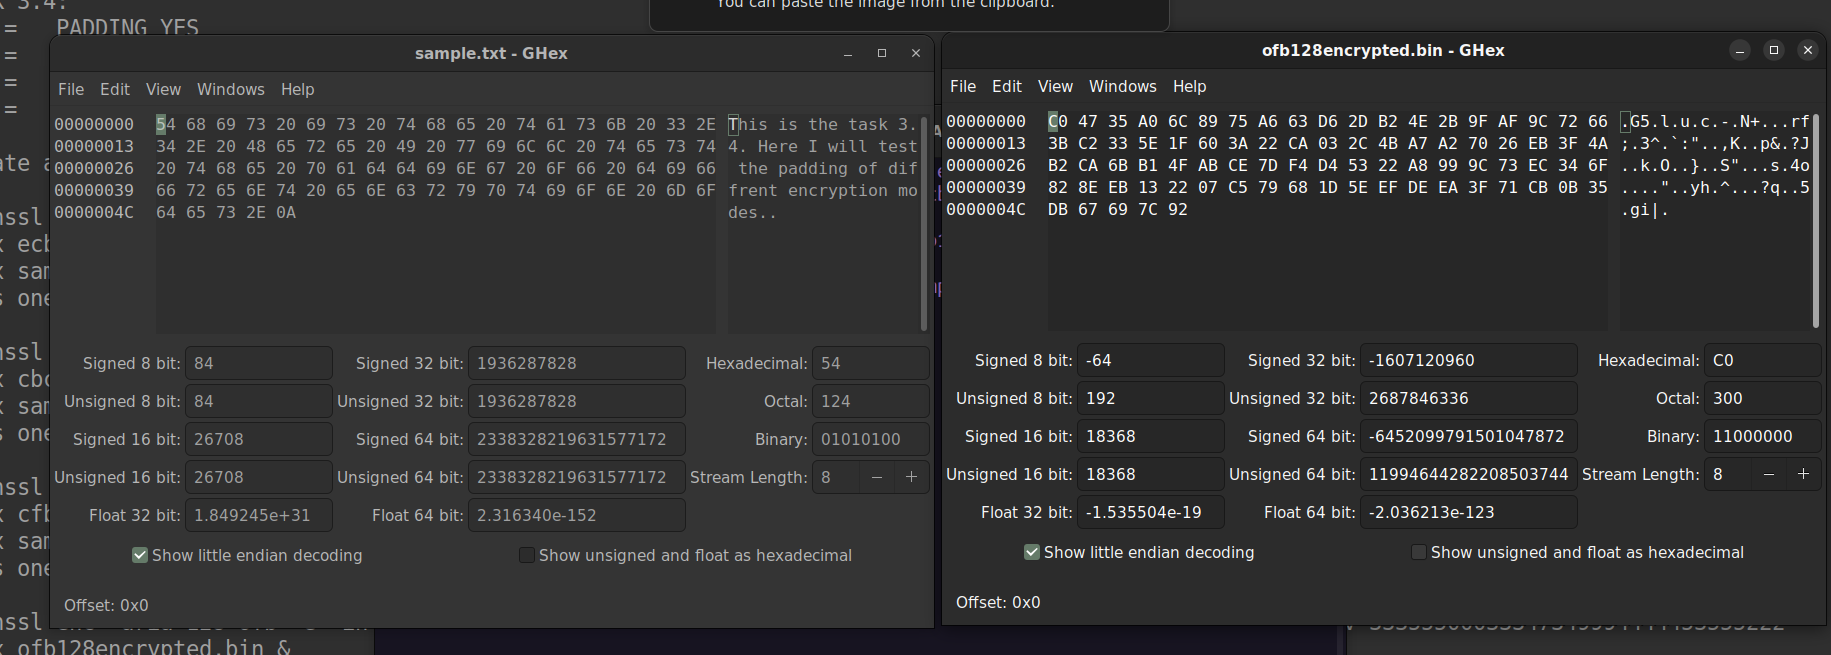 k 3.4:
You can paste the image from the clipboard.
=   PADDING YES
=
=
=
sample.txt - GHex
File Edit View Windows Help
00000000 54 68 69 73 20 69 73 20 74 68 65 20 74 61 73 6B 20 33 2E This is the task 3.
00000013 34 2E 20 48 65 72 65 20 49 20 77 69 6C 6C 20 74 65 73 74 4. Here I will test
00000026 20 74 68 65 20 70 61 64 64 69 6E 67 20 6F 66 20 64 69 66  the padding of dif
00000039 66 72 65 6E 74 20 65 6E 63 72 79 70 74 69 6F 6E 20 6D 6F frent encryption mo
0000004C 64 65 73 2E 0A des..
Signed 8 bit: 84 Signed 32 bit: 1936287828 Hexadecimal: 54
Unsigned 8 bit: 84 Unsigned 32 bit: 1936287828 Octal: 124
Signed 16 bit: 26708 Signed 64 bit: 2338328219631577172 Binary: 01010100
Unsigned 16 bit: 26708 Unsigned 64 bit: 2338328219631577172 Stream Length: 8 − +
Float 32 bit: 1.849245e+31 Float 64 bit: 2.316340e-152
Show little endian decoding Show unsigned and float as hexadecimal
Offset: 0x0
ofb128encrypted.bin - GHex
File Edit View Windows Help
00000000 C0 47 35 A0 6C 89 75 A6 63 D6 2D B2 4E 2B 9F AF 9C 72 66 .G5.l.u.c.-.N+...rf
00000013 3B C2 33 5E 1F 60 3A 22 CA 03 2C 4B A7 A2 70 26 EB 3F 4A ;.3^.`:"..,K..p&.?J
00000026 B2 CA 6B B1 4F AB CE 7D F4 D4 53 22 A8 99 9C 73 EC 34 6F ..k.O..}..S"...s.4o
00000039 82 8E EB 13 22 07 C5 79 68 1D 5E EF DE EA 3F 71 CB 0B 35 ...."..yh.^...?q..5
0000004C DB 67 69 7C 92 .gi|.
Signed 8 bit: -64 Signed 32 bit: -1607120960 Hexadecimal: C0
Unsigned 8 bit: 192 Unsigned 32 bit: 2687846336 Octal: 300
Signed 16 bit: 18368 Signed 64 bit: -6452099791501047872 Binary: 11000000
Unsigned 16 bit: 18368 Unsigned 64 bit: 11994644282208503744 Stream Length: 8 − +
Float 32 bit: -1.535504e-19 Float 64 bit: -2.036213e-123
Show little endian decoding Show unsigned and float as hexadecimal
Offset: 0x0
ate a
nssl
x ecb
x sam
s one
nssl
x cbc
x sam
s one
nssl
x cfb
x sam
s one
nssl
x ofb128encrypted.bin &